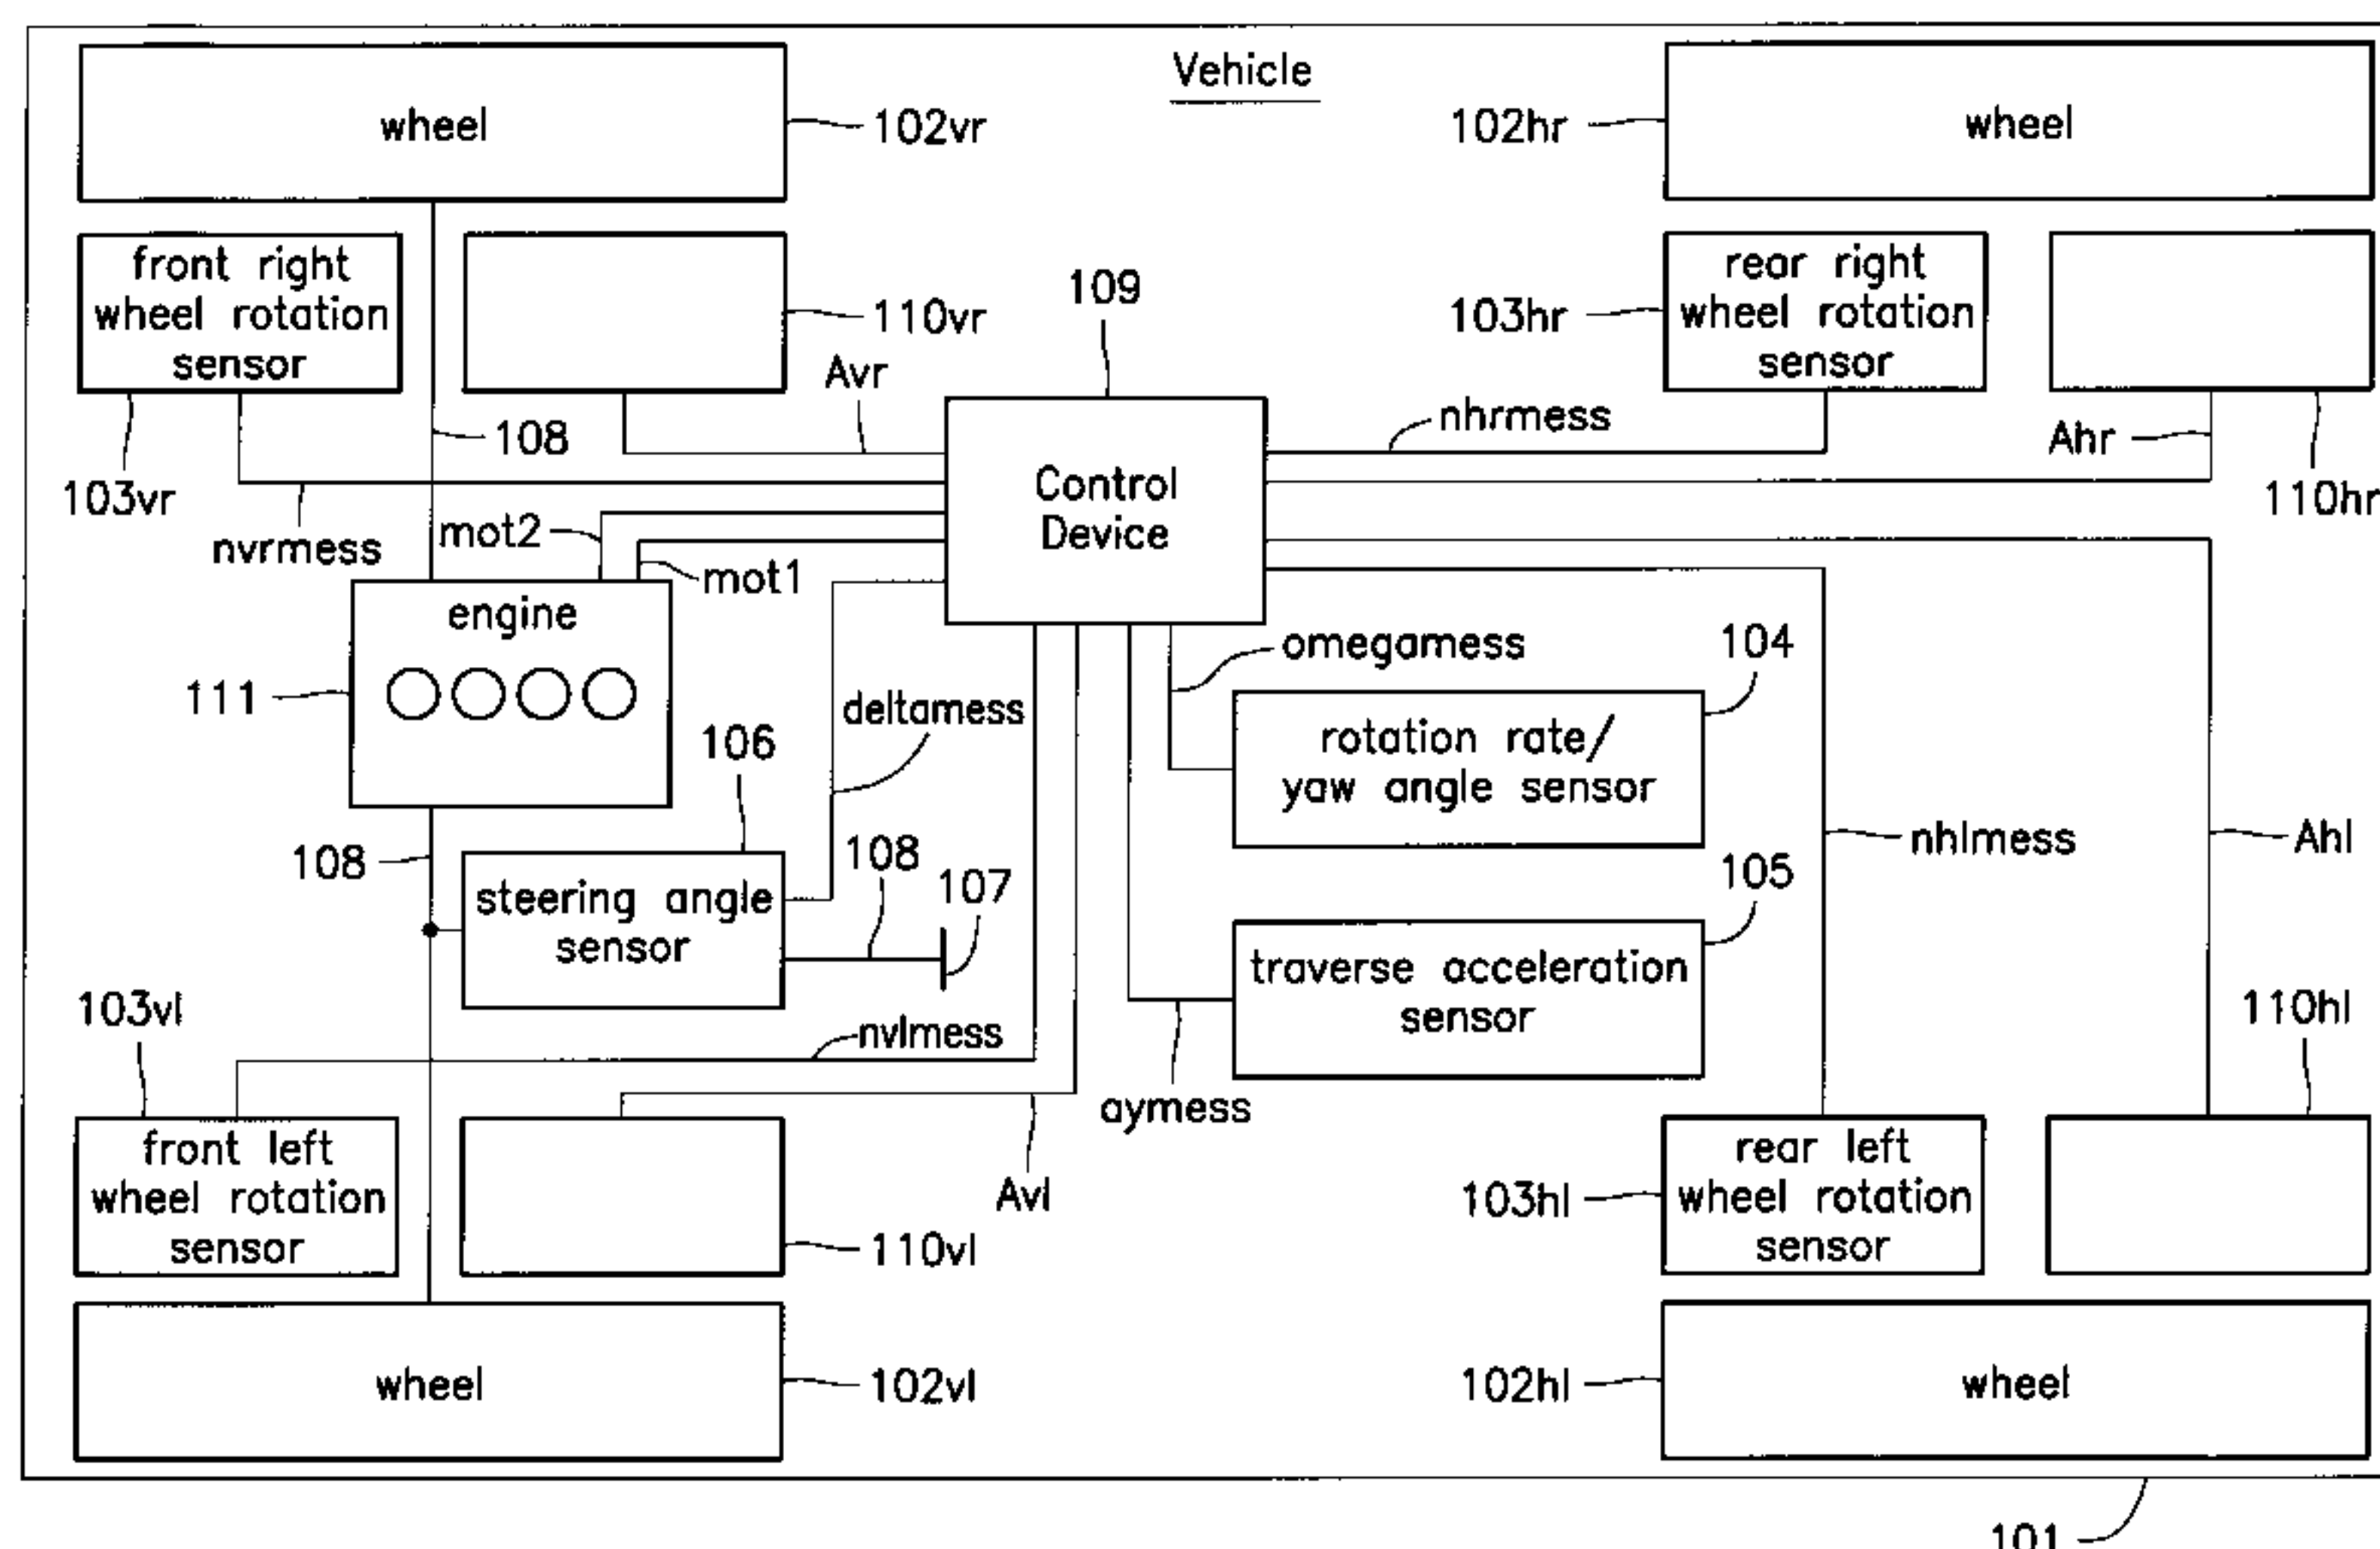 Vehicle
wheel
102vr
102hr
wheel
front right
wheel rotation
sensor
110vr
109
103hr
rear right
wheel rotation
sensor
Avr
108
103vr
nvrmess
mot2
mot1
Control
Device
nhrmess
Ahr
110hr
engine
111
omegamess
104
deltamess
106
rotation rate/
yaw angle sensor
108
108
107
steering angle
sensor
nhlmess
Ahl
105
traverse acceleration
sensor
103vl
nvlmess
aymess
110hl
front left
wheel rotation
sensor
Avl
110vl
103hl
rear left
wheel rotation
sensor
wheel
102vl
102hl
wheel
101